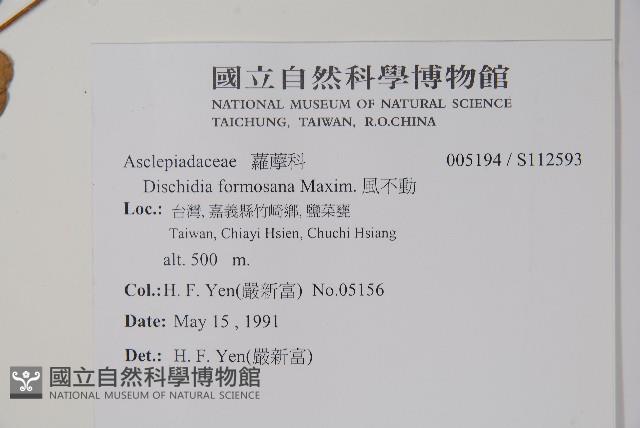 國立自然科學博物館
NATIONAL MUSEUM OF NATURAL SCIENCE
TAICHUNG, TAIWAN, R.O.CHINA
Asclepiadaceae 蘿藦科 005194 / S112593
Dischidia formosana Maxim. 風不動
Loc.: 台灣, 嘉義縣竹崎鄉, 鹽菜甕
Taiwan, Chiayi Hsien, Chuchi Hsiang
alt. 500 m.
Col.: H. F. Yen(嚴新富) No.05156
Date: May 15 , 1991
Det.: H. F. Yen(嚴新富)
國立自然科學博物館
NATIONAL MUSEUM OF NATURAL SCIENCE